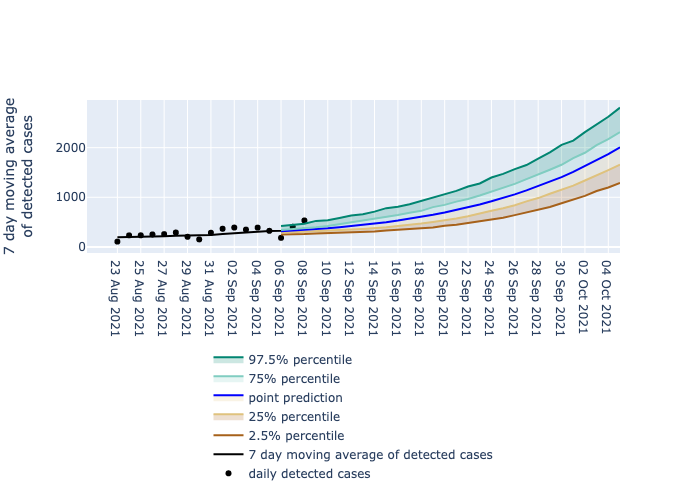 7 day moving average
of detected cases
2000
1000
0
23 Aug 2021
25 Aug 2021
27 Aug 2021
29 Aug 2021
31 Aug 2021
02 Sep 2021
04 Sep 2021
06 Sep 2021
08 Sep 2021
10 Sep 2021
12 Sep 2021
14 Sep 2021
16 Sep 2021
18 Sep 2021
20 Sep 2021
22 Sep 2021
24 Sep 2021
26 Sep 2021
28 Sep 2021
30 Sep 2021
02 Oct 2021
04 Oct 2021
97.5% percentile
75% percentile
point prediction
25% percentile
2.5% percentile
7 day moving average of detected cases
daily detected cases